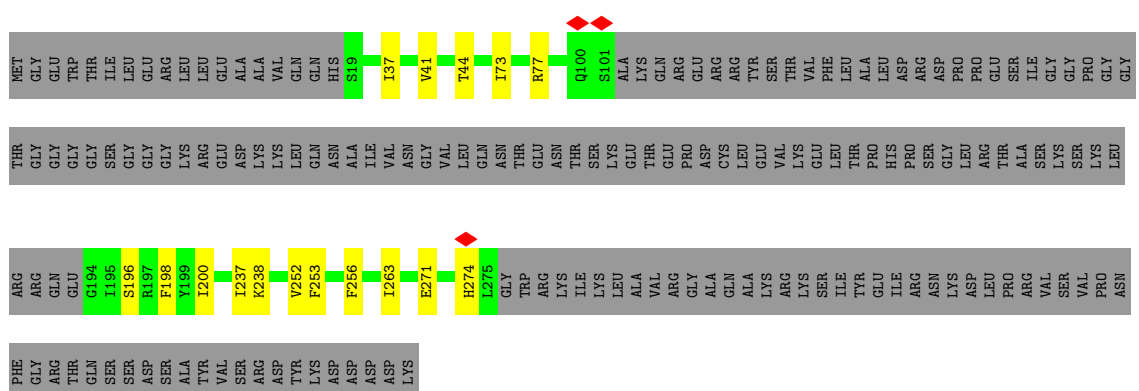 MET GLY GLU TRP THR ILE LEU GLU ARG LEU LEU GLU ALA ALA VAL GLN GLN HIS S19 I37 V41 T44 I73 R77 Q100 S101 ALA LYS GLN ARG GLU ARG ARG TYR SER THR VAL PHE LEU ALA LEU ASP ARG ASP PRO PRO GLU SER ILE GLY GLY PRO GLY GLY
THR GLY GLY GLY GLY SER GLY GLY GLY LYS ARG GLU ASP LYS LYS LEU GLN ASN ALA ILE VAL ASN GLY VAL LEU GLN ASN THR GLU ASN THR SER LYS GLU THR GLU PRO ASP CYS LEU GLU VAL LYS GLU LEU THR PRO HIS PRO SER GLY LEU ARG THR ALA SER LYS SER LYS LEU
ARG ARG GLN GLU G194 I195 S196 R197 F198 Y199 I200 I237 K238 V252 F253 F256 I263 E271 H274 L275 GLY TRP ARG LYS ILE LYS LEU ALA VAL ARG GLY ALA GLN ALA LYS ARG LYS SER ILE TYR GLU ILE ARG ASN LYS ASP LEU PRO ARG VAL SER VAL PRO ASN
PHE GLY ARG THR GLN SER SER ASP SER ALA TYR VAL SER ARG ASP TYR LYS ASP ASP ASP ASP LYS